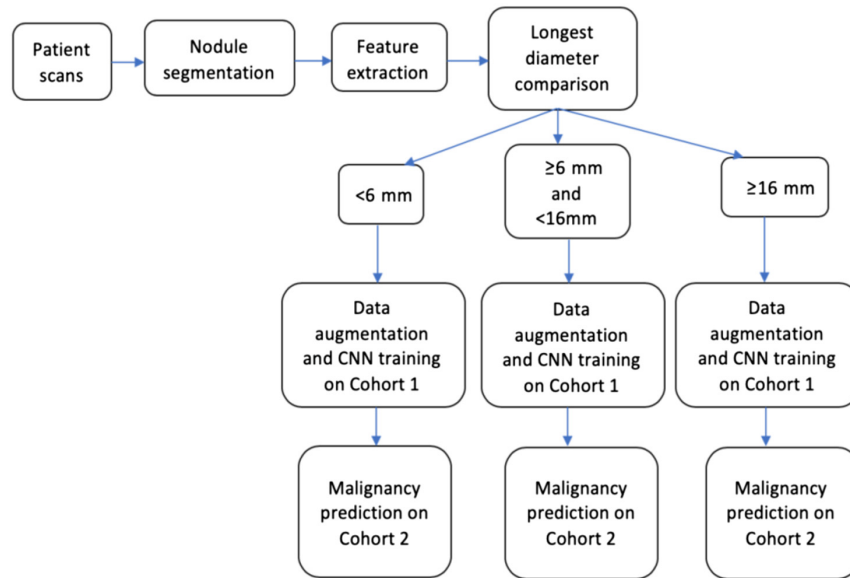 Patient
scans
Nodule
segmentation
Feature
extraction
Longest
diameter
comparison
<6 mm
≥6 mm
and
<16mm
≥16 mm
Data
augmentation
and CNN training
on Cohort 1
Data
augmentation
and CNN training
on Cohort 1
Data
augmentation
and CNN training
on Cohort 1
Malignancy
prediction on
Cohort 2
Malignancy
prediction on
Cohort 2
Malignancy
prediction on
Cohort 2